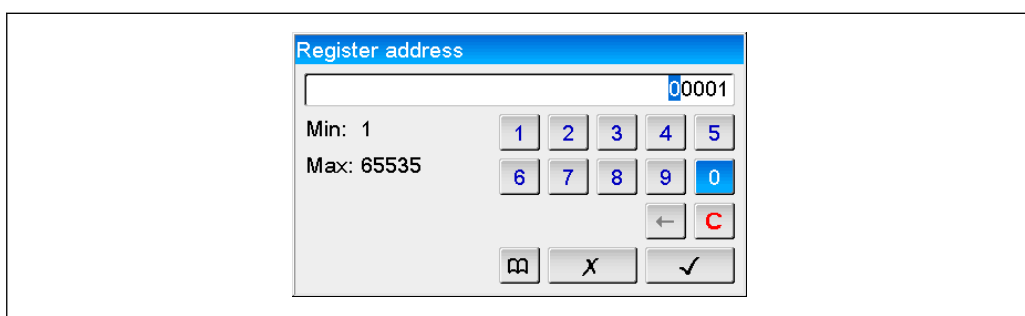 Register address
00001
Min: 1
1 2 3 4 5
Max: 65535
6 7 8 9 0
← C
X ✓